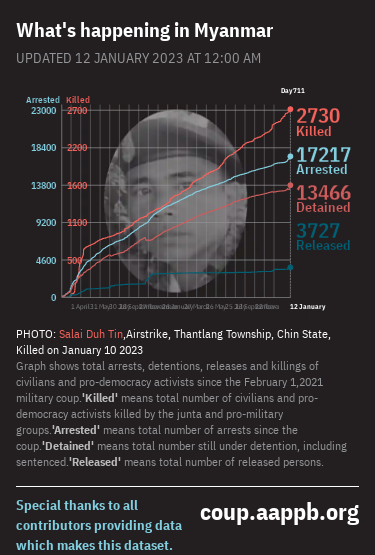 What's happening in Myanmar
UPDATED 12 JANUARY 2023 AT 12:00 AM
Day711
Arrested Killed
23000 2700
2730
Killed
18400 2200
17217
Arrested
13800 1600
13466
Detained
9200 1100
3727
Released
4600 500
0
1 April
12 January
PHOTO: Salai Duh Tin,Airstrike, Thantlang Township, Chin State,
Killed on January 10 2023
Graph shows total arrests, detentions, releases and killings of
civilians and pro-democracy activists since the February 1,2021
military coup.'Killed' means total number of civilians and pro-
democracy activists killed by the junta and pro-military
groups.'Arrested' means total number of arrests since the
coup.'Detained' means total number still under detention, including
sentenced.'Released' means total number of released persons.
Special thanks to all
contributors providing data
which makes this dataset.
coup.aappb.org